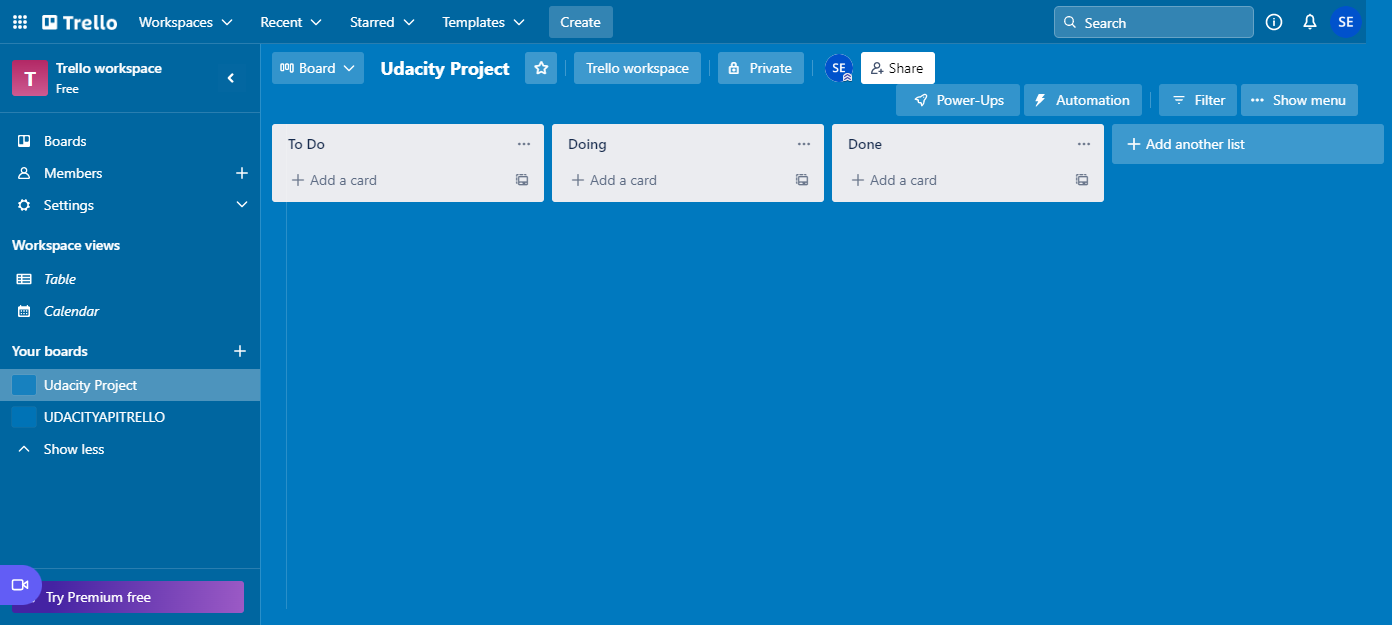 Trello Workspaces Recent Starred Templates Create Search SE
T Trello workspace
Free
Board Udacity Project Trello workspace Private SE Share
Power-Ups Automation Filter Show menu
Boards
Members
Settings
Workspace views
Table
Calendar
Your boards
Udacity Project
UDACITYAPITRELLO
Show less
Try Premium free
To Do
Add a card
Doing
Add a card
Done
Add a card
Add another list